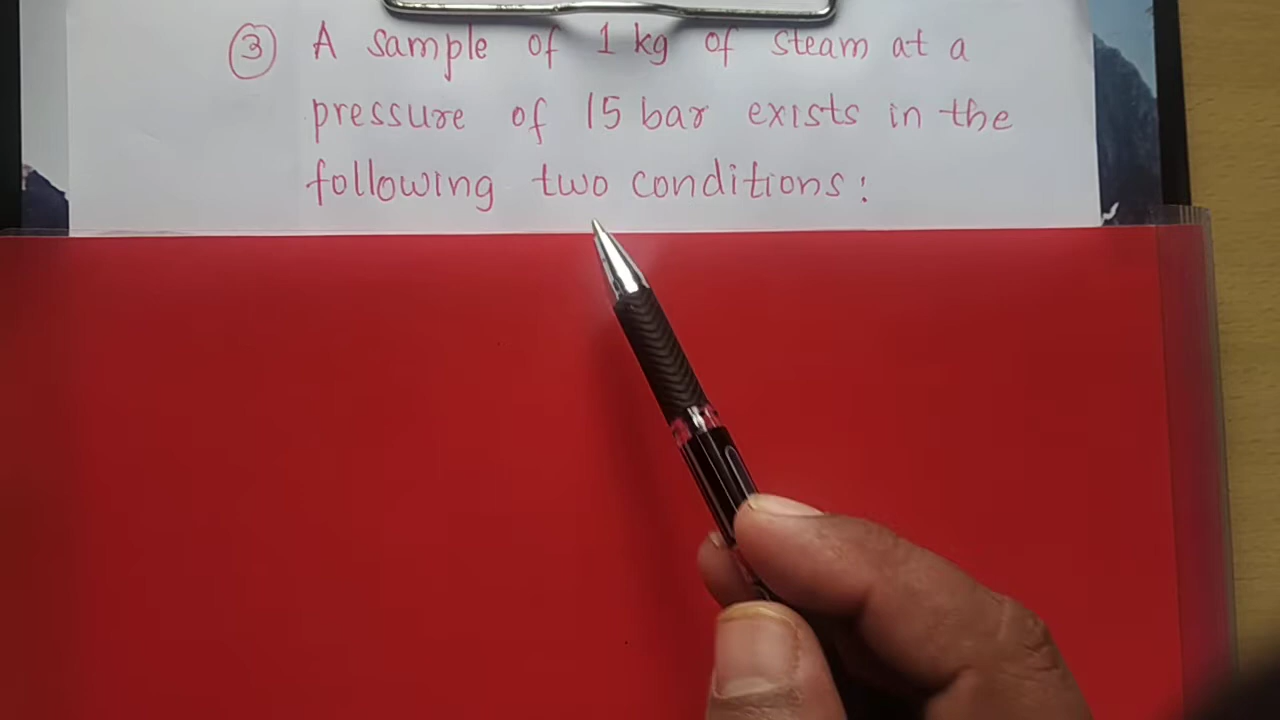 ③ A sample of 1 kg of steam at a
pressure of 15 bar exists in the
following two conditions: